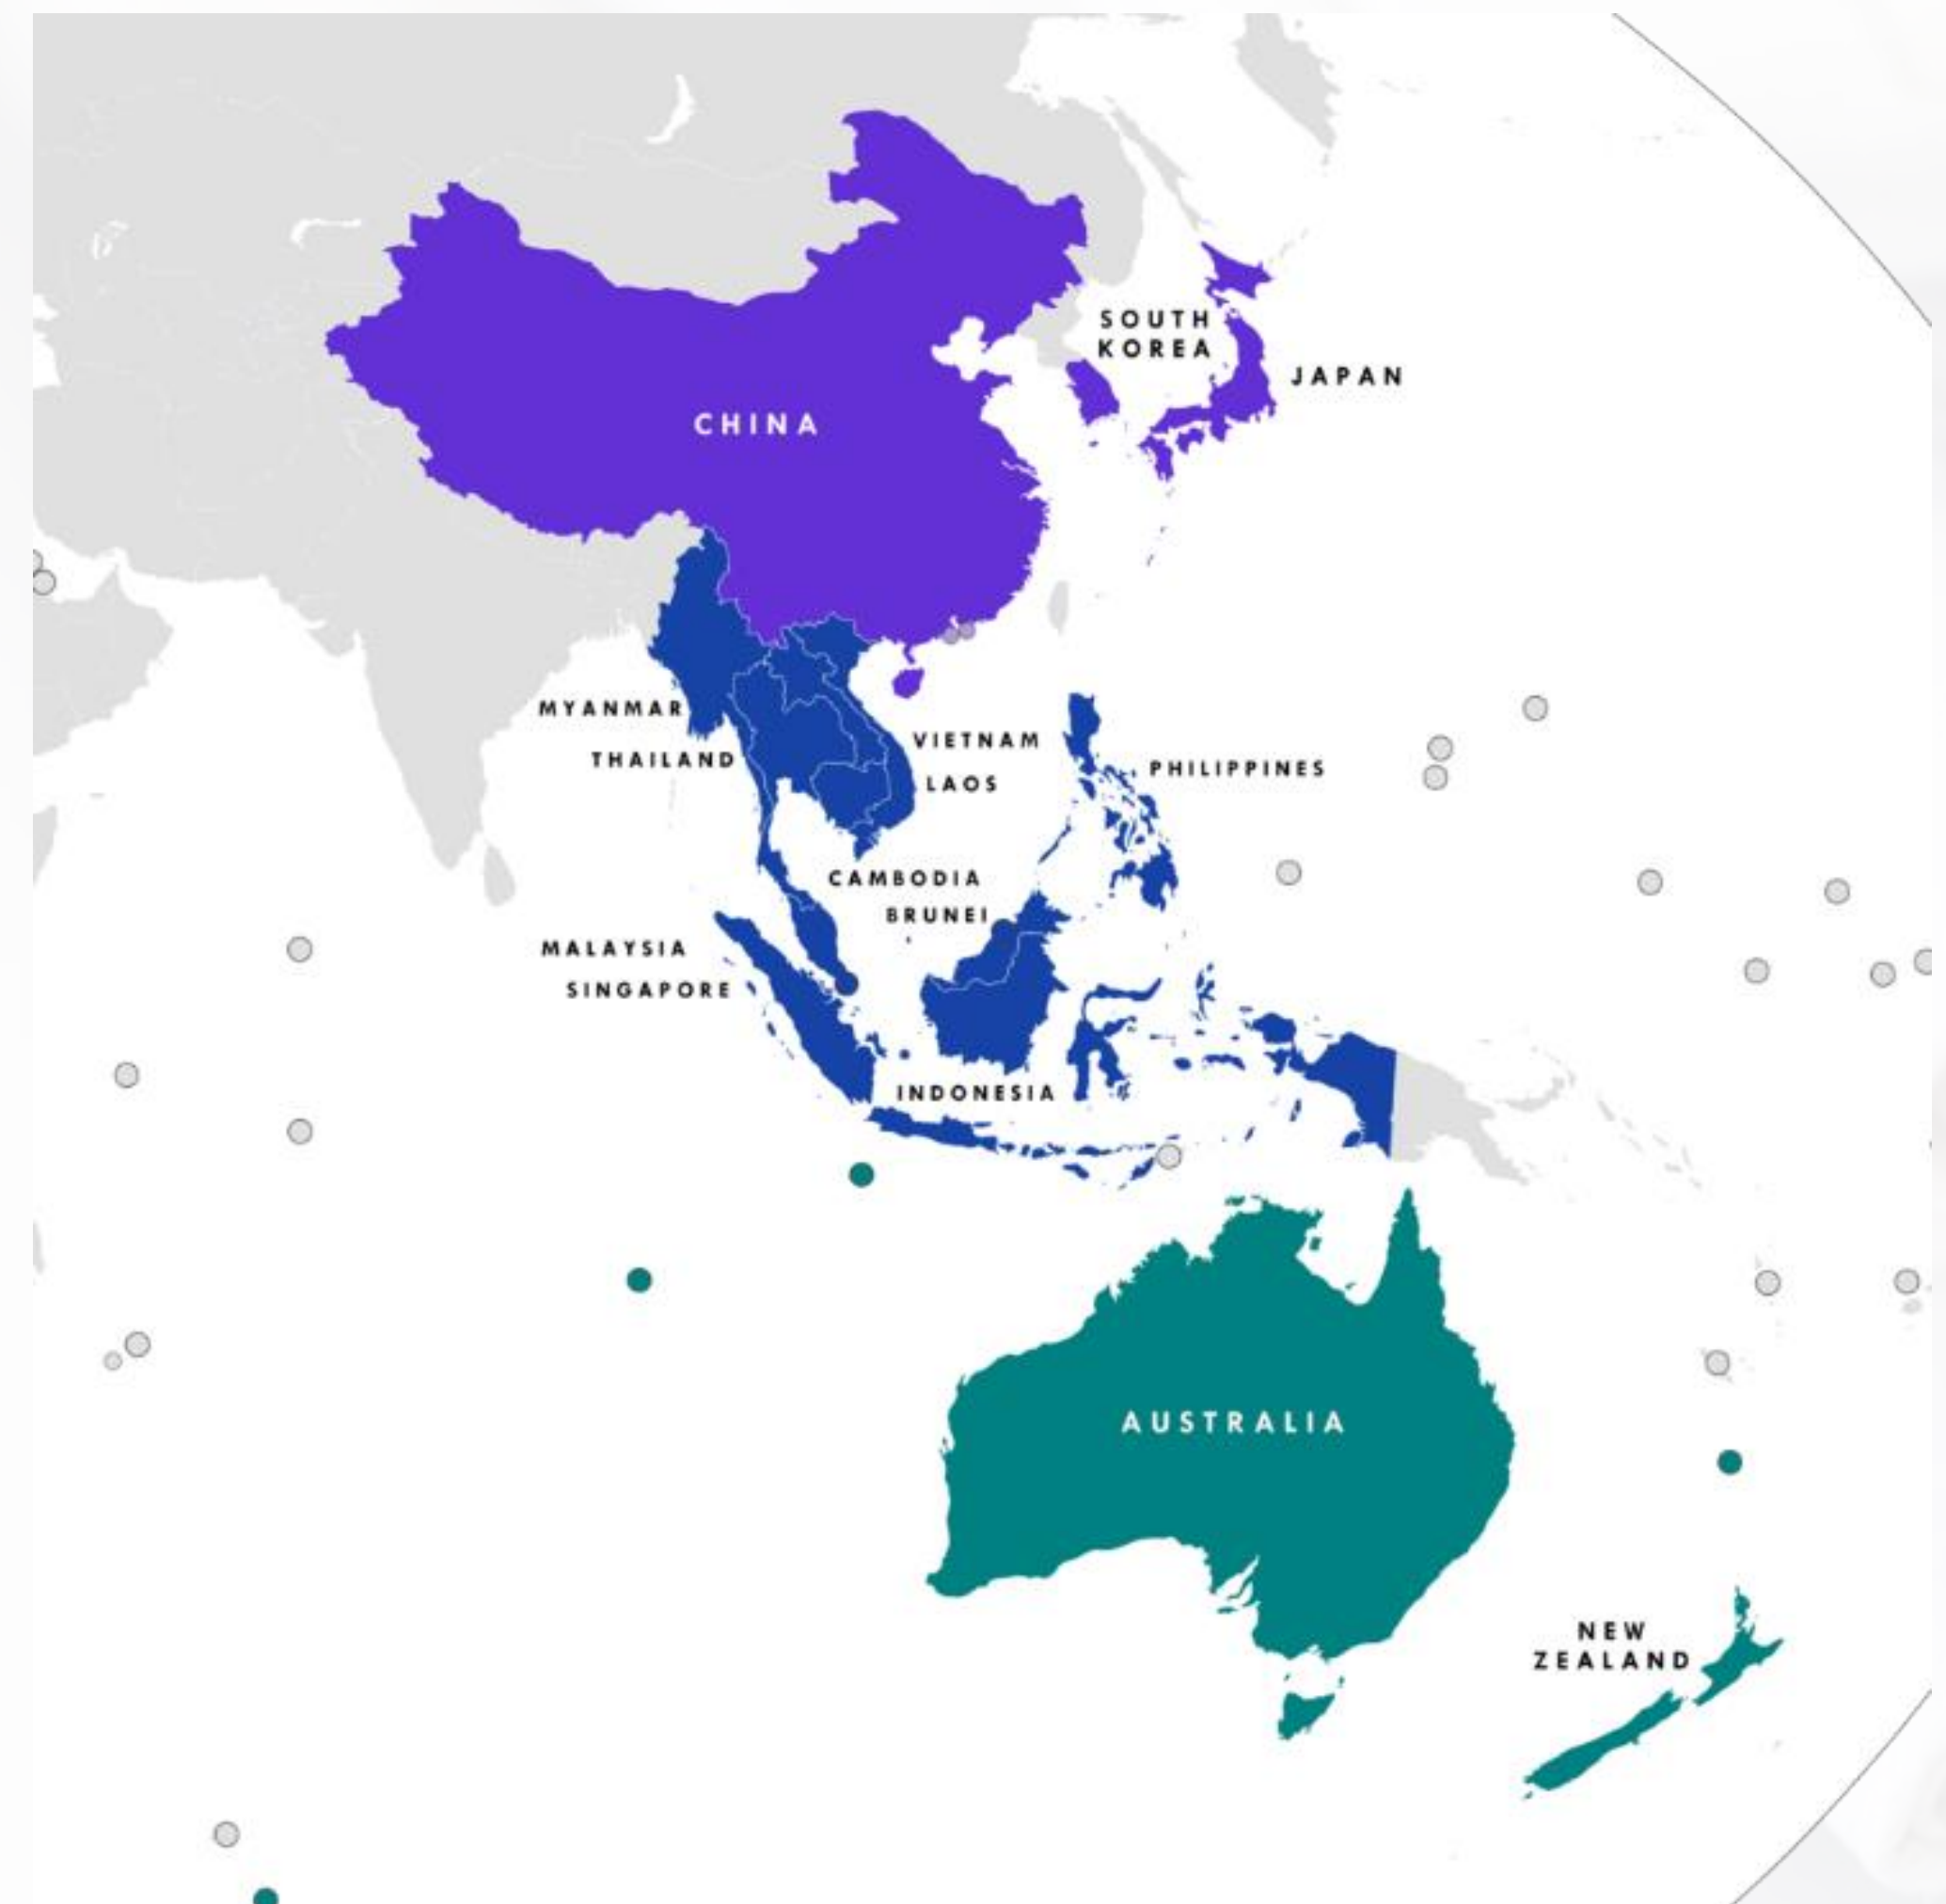 SOUTH
KOREA
JAPAN
CHINA
MYANMAR
VIETNAM
THAILAND
PHILIPPINES
LAOS
CAMBODIA
BRUNEI
MALAYSIA
SINGAPORE
INDONESIA
AUSTRALIA
NEW
ZEALAND